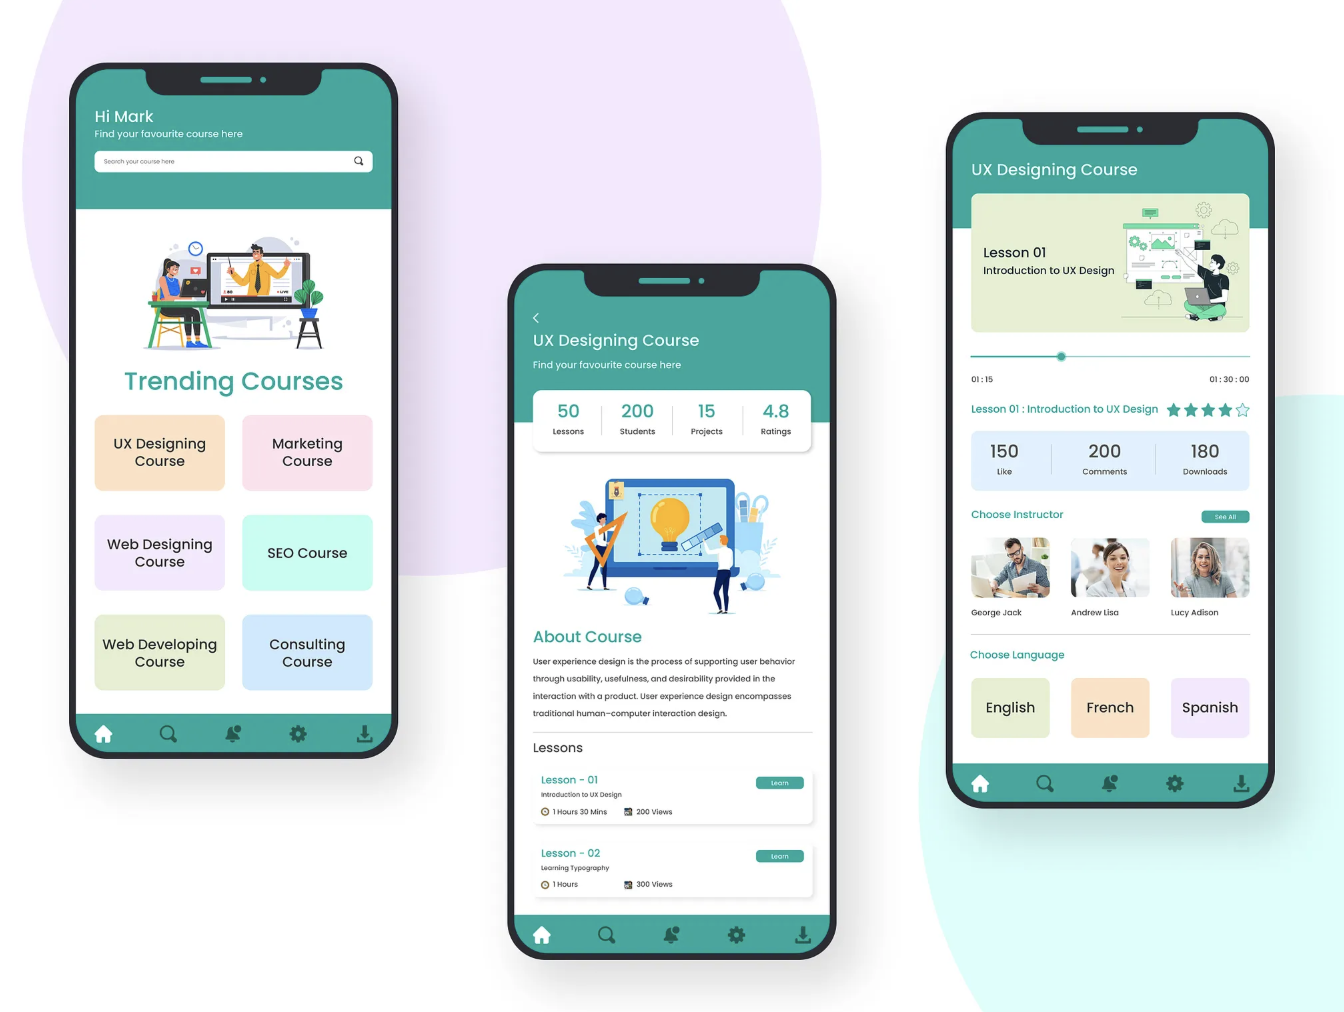 Hi Mark
Find your favourite course here
Search your course here
LIVE
Trending Courses
UX Designing
Course
Marketing
Course
Web Designing
Course
SEO Course
Web Developing
Course
Consulting
Course
UX Designing Course
Find your favourite course here
50
Lessons
200
Students
15
Projects
4.8
Ratings
About Course
User experience design is the process of supporting user behavior
through usability, usefulness, and desirability provided in the
interaction with a product. User experience design encompasses
traditional human–computer interaction design.
Lessons
Lesson - 01
Learn
Introduction to UX Design
1 Hours 30 Mins
200 Views
Lesson - 02
Learn
Learning Typography
1 Hours
300 Views
UX Designing Course
Lesson 01
Introduction to UX Design
01 : 15
01 : 30 : 00
Lesson 01 : Introduction to UX Design
150
Like
200
Comments
180
Downloads
Choose Instructor
See All
George Jack
Andrew Lisa
Lucy Adison
Choose Language
English
French
Spanish